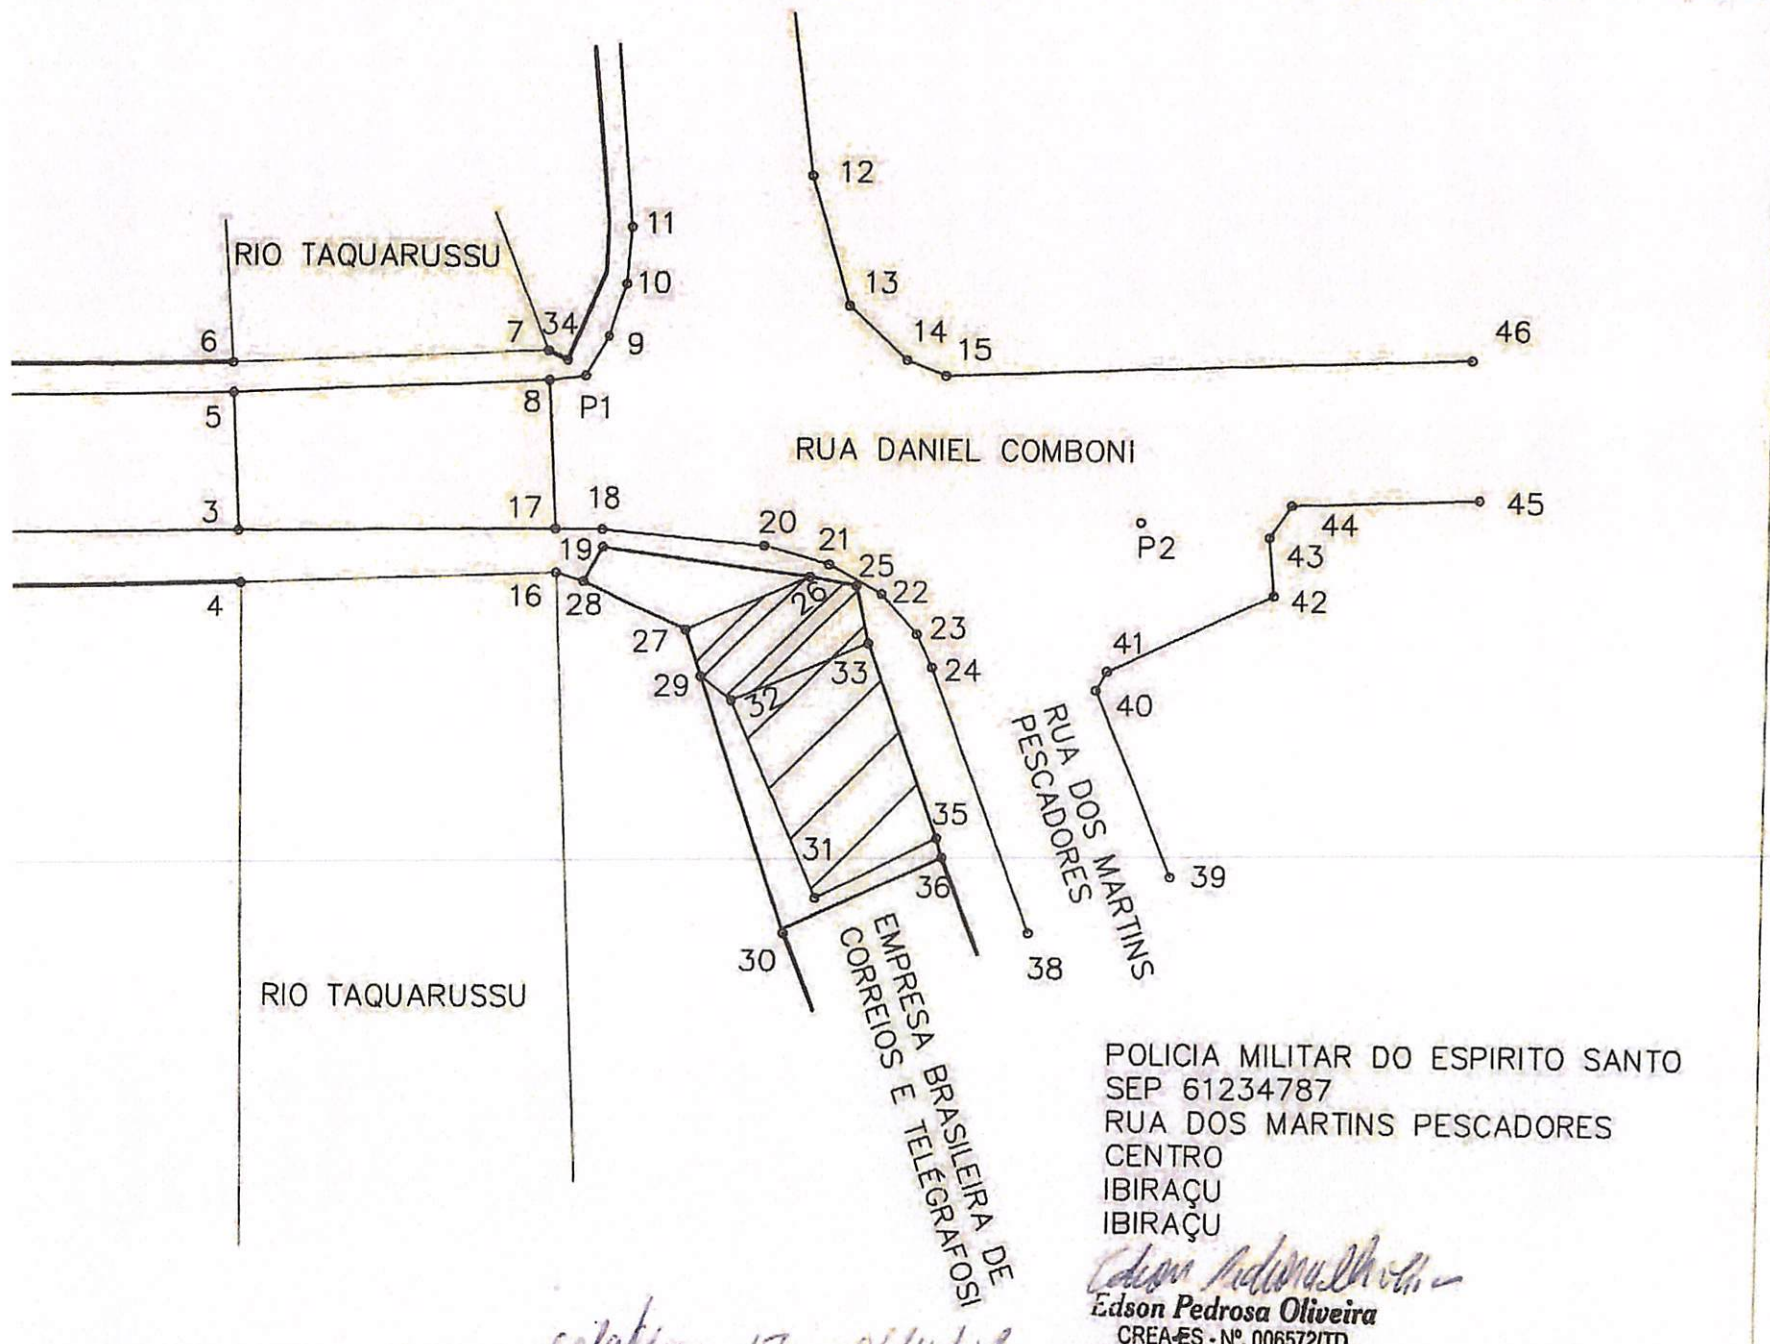 12
11
RIO TAQUARUSSU
10
13
7
34
6
9
14
15
46
5
8
P1
RUA DANIEL COMBONI
3
17
18
20
21
45
44
43
P2
19
25
4
16
28
26
22
42
27
23
41
29
32
33
24
40
RUA DOS MARTINS
PESCADORES
35
31
36
39
30
38
EMPRESA BRASILEIRA DE
CORREIOS E TELÉGRAFOSI
RIO TAQUARUSSU
POLICIA MILITAR DO ESPIRITO SANTO
SEP 61234787
RUA DOS MARTINS PESCADORES
CENTRO
IBIRAÇU
IBIRAÇU
Edson Pedrosa Oliveira
CREA-ES - Nº 006572/TD